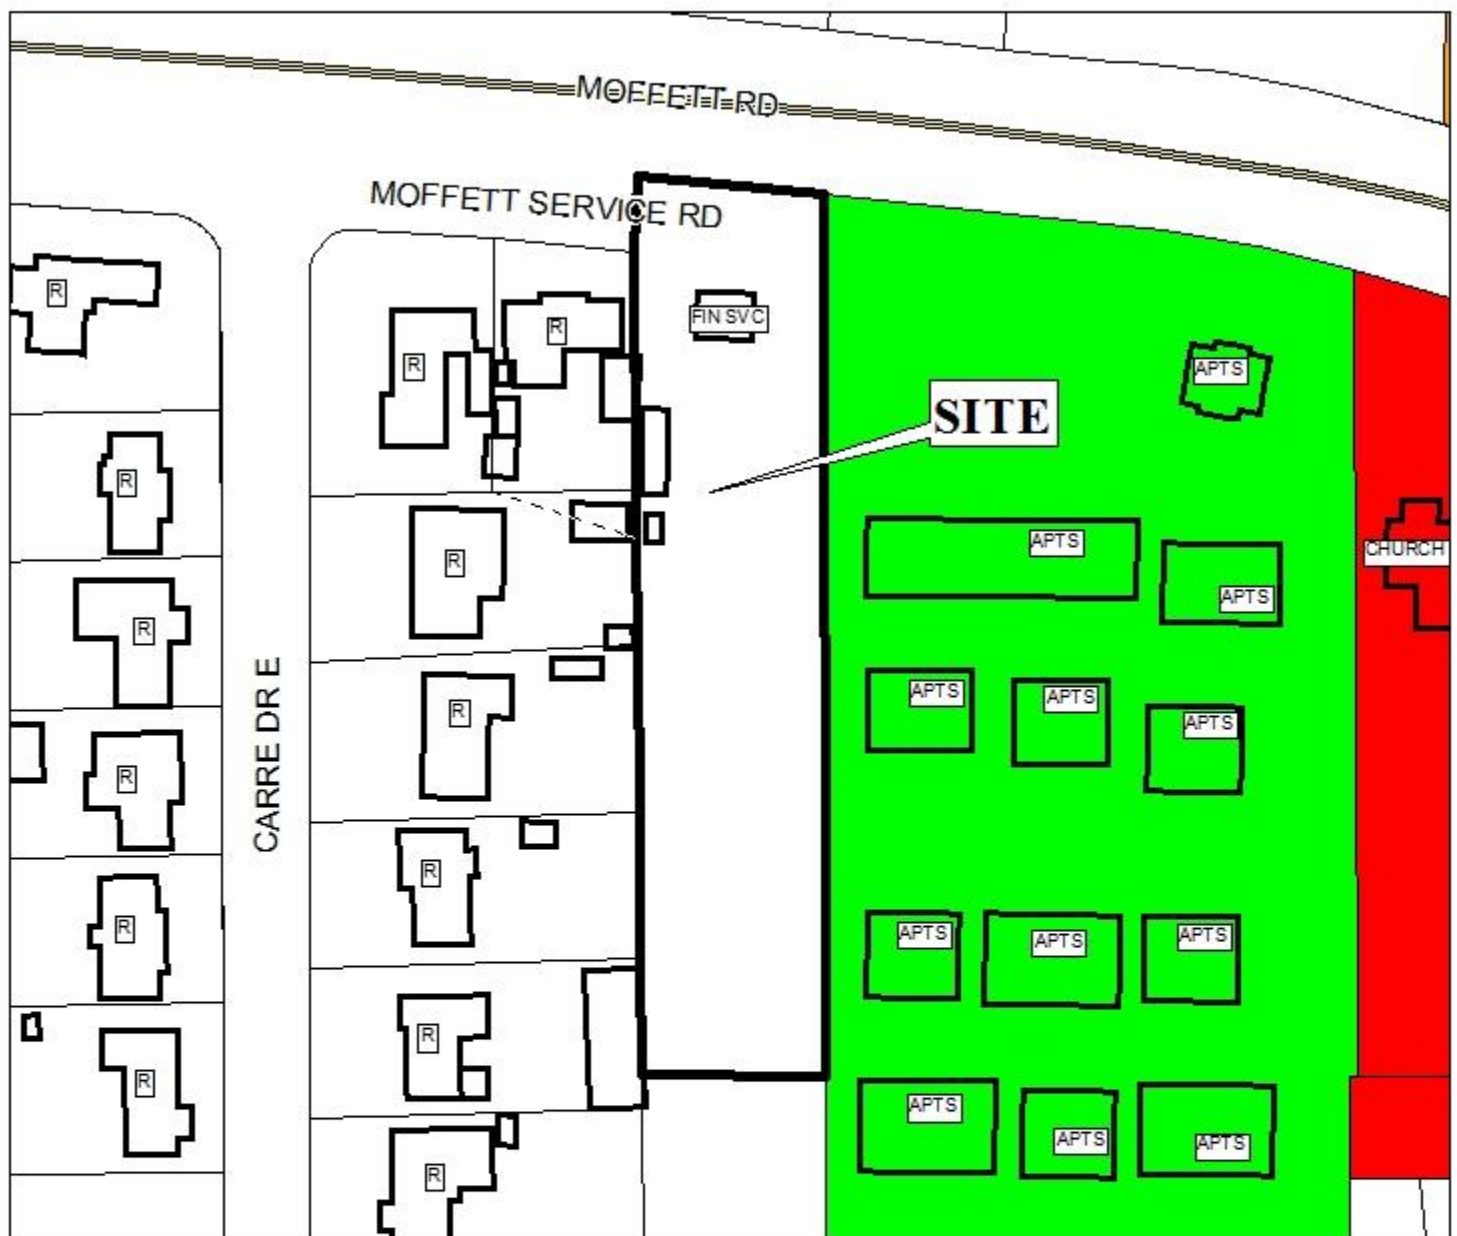 MOFFETT RD
MOFFETT SERVICE RD
R
FIN SVC
R
R
APTS
SITE
R
APTS
CHURCH
R
APTS
R
APTS
APTS
R
APTS
CARRE DR E
R
R
R
APTS
APTS
APTS
R
R
APTS
APTS
APTS
R